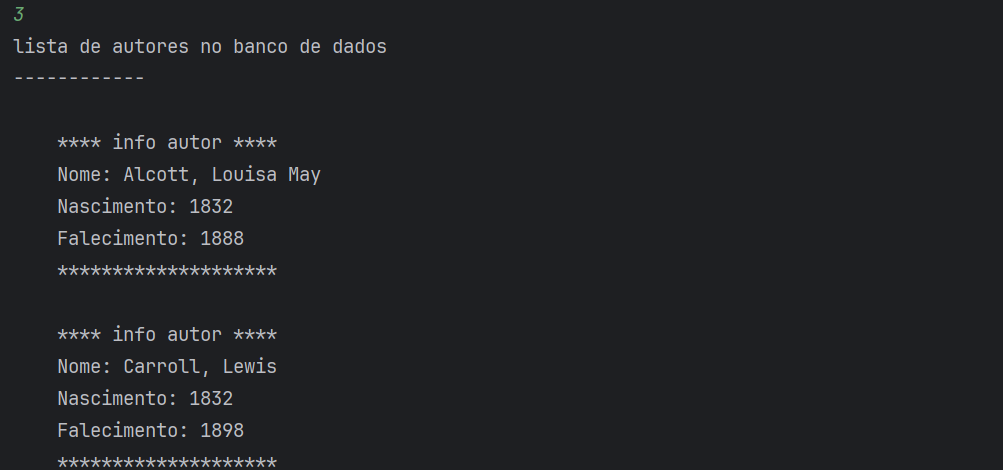 3
lista de autores no banco de dados
------------
**** info autor ****
Nome: Alcott, Louisa May
Nascimento: 1832
Falecimento: 1888
********************
**** info autor ****
Nome: Carroll, Lewis
Nascimento: 1832
Falecimento: 1898
********************